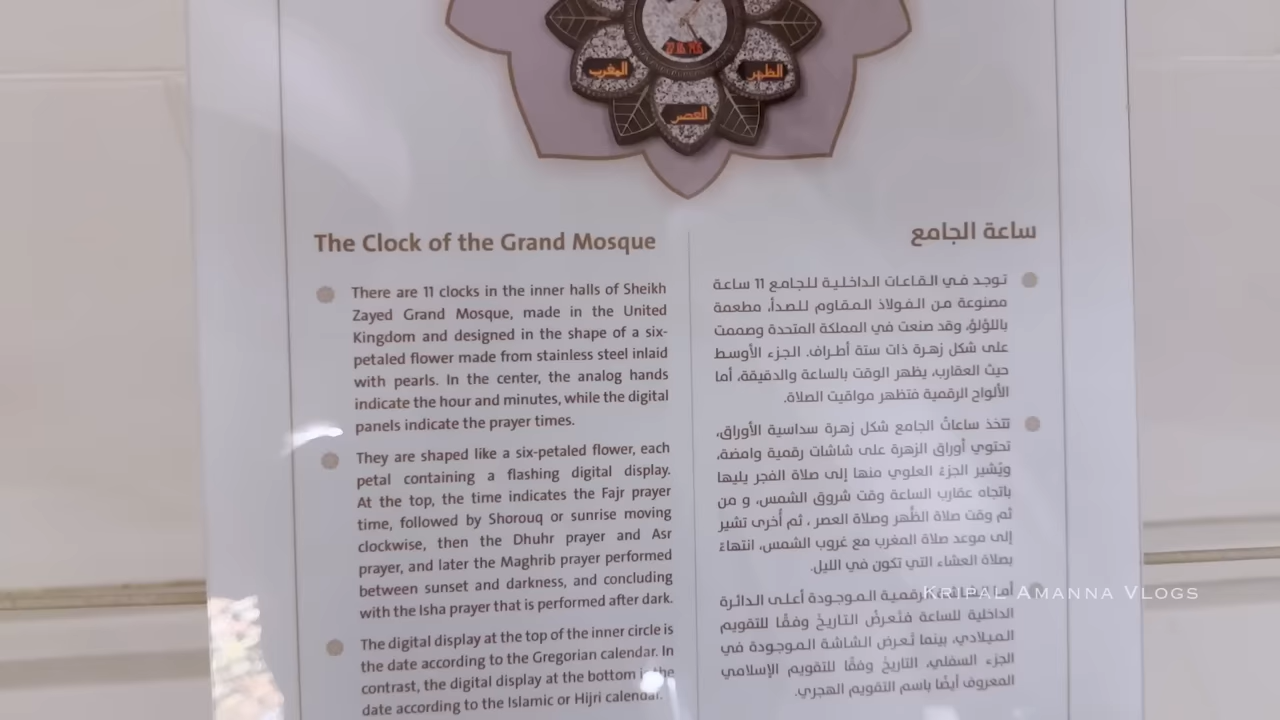 المغرب
الظهر
العصر
The Clock of the Grand Mosque
There are 11 clocks in the inner halls of Sheikh
Zayed Grand Mosque, made in the United
Kingdom and designed in the shape of a six-
petaled flower made from stainless steel inlaid
with pearls. In the center, the analog hands
indicate the hour and minutes, while the digital
panels indicate the prayer times.
They are shaped like a six-petaled flower, each
petal containing a flashing digital display.
At the top, the time indicates the Fajr prayer
time, followed by Shorouq or sunrise moving
clockwise, then the Dhuhr prayer and Asr
prayer, and later the Maghrib prayer performed
between sunset and darkness, and concluding
with the Isha prayer that is performed after dark.
The digital display at the top of the inner circle is
the date according to the Gregorian calendar. In
contrast, the digital display at the bottom is the
date according to the Islamic or Hijri calendar.
ساعة الجامع
توجد في القاعات الداخلية للجامع 11 ساعة
مصنوعة من الفولاذ المقاوم للصدأ، مطعمة
باللؤلؤ، وقد صنعت في المملكة المتحدة وصممت
على شكل زهرة ذات ستة أطراف. الجزء الأوسط
حيث العقارب، يظهر الوقت بالساعة والدقيقة، أما
الألواح الرقمية فتظهر مواقيت الصلاة.
تتخذ ساعاتُ الجامع شكل زهرة سداسية الأوراق،
تحتوي أوراق الزهرة على شاشات رقمية وامضة،
ويُشير الجزءُ العلوي منها إلى صلاة الفجر يليها
باتجاه عقارب الساعة وقت شروق الشمس، و من
ثم وقت صلاة الظُهر وصلاة العصر ، ثم أُخرى تشير
إلى موعد صلاة المغرب مع غروب الشمس، انتهاءً
بصلاة العشاء التي تكون في الليل.
أما الرقمية الموجودة أعلى الدائرة
الداخلية للساعة فتعرضُ التاريخَ وفقًا للتقويم
الميلادي، بينما تُعرض الشاشة الموجودة في
الجزء السفلي، التاريخَ وفقًا للتقويم الإسلامي
المعروف أيضًا باسم التقويم الهجري.
KRIPAL AMANNA VLOGS